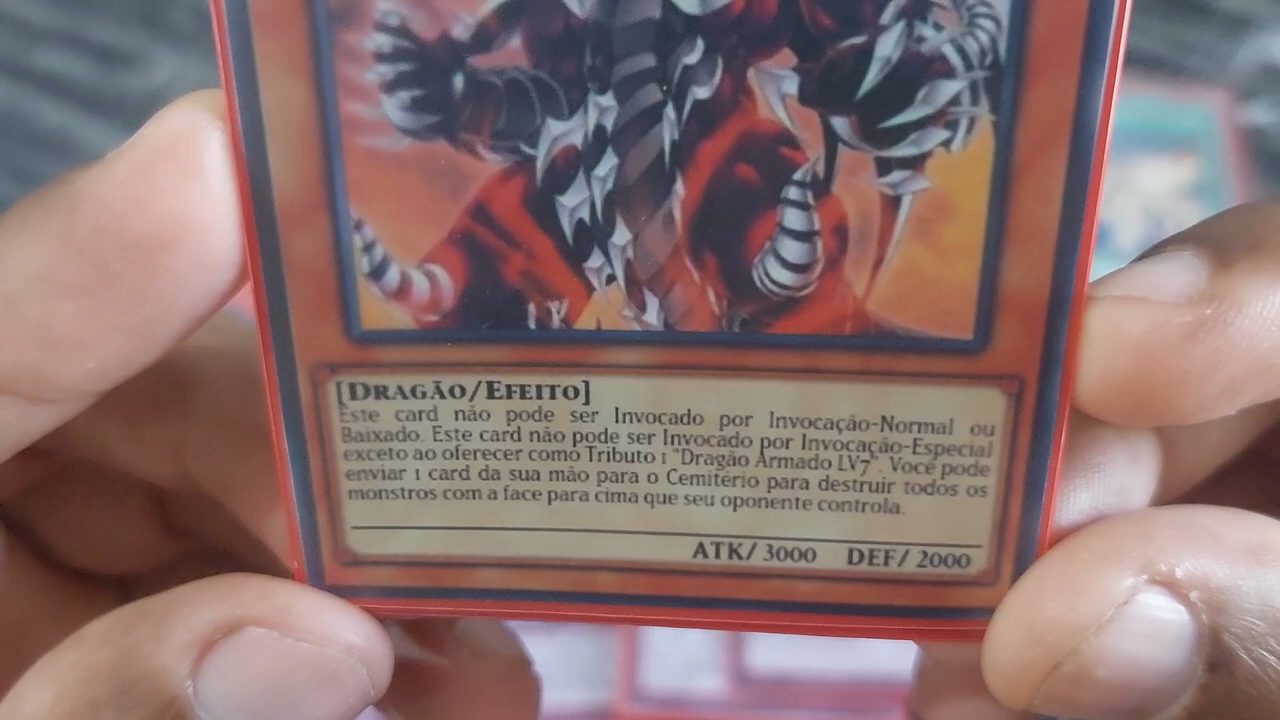 [DRAGÃO/EFEITO]
Este card não pode ser Invocado por Invocação-Normal ou
Baixado. Este card não pode ser Invocado por Invocação-Especial
exceto ao oferecer como Tributo 1 "Dragão Armado LV7". Você pode
enviar 1 card da sua mão para o Cemitério para destruir todos os
monstros com a face para cima que seu oponente controla.
ATK/ 3000 DEF/ 2000